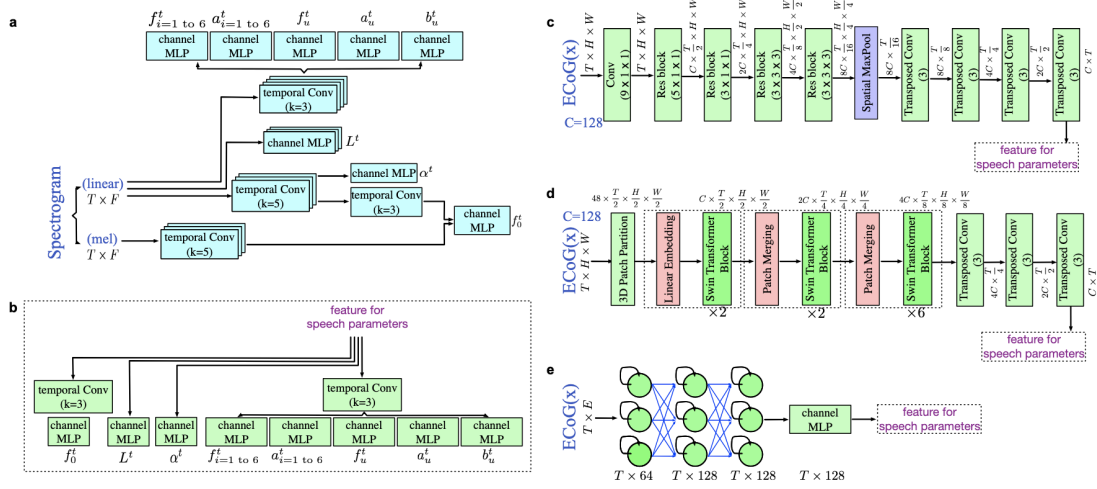 a
f^t_{i=1 to 6} a^t_{i=1 to 6} f^t_u a^t_u b^t_u
channel MLP
channel MLP
channel MLP
channel MLP
channel MLP
temporal Conv
(k=3)
channel MLP L^t
Spectrogram
(linear)
T × F
temporal Conv
(k=5)
channel MLP α^t
temporal Conv
(k=3)
channel
MLP
f^t_0
(mel)
T × F
temporal Conv
(k=5)
b
feature for
speech parameters
temporal Conv
(k=3)
temporal Conv
(k=3)
channel MLP
channel MLP
channel MLP
channel MLP
channel MLP
channel MLP
channel MLP
channel MLP
f^t_0 L^t α^t f^t_{i=1 to 6} a^t_{i=1 to 6} f^t_u a^t_u b^t_u
c
ECoG(x)
C=128
T × H × W
Conv
(9 x 1 x 1)
T × H × W
Res block
(5 x 1 x 1)
C × T/2 × H × W
Res block
(3 x 1 x 1)
2C × T/4 × H × W
Res block
(3 x 3 x 3)
4C × T/8 × H/2 × W/2
Res block
(3 x 3 x 3)
8C × T/16 × H/4 × W/4
Spatial MaxPool
8C × T/16
Transposed Conv
(3)
8C × T/8
Transposed Conv
(3)
4C × T/4
Transposed Conv
(3)
2C × T/2
Transposed Conv
(3)
C × T
feature for
speech parameters
d
C=128
ECoG(x)
T × H × W
48 × T/2 × H/2 × W/2
3D Patch Partition
Linear Embedding
C × T/2 × H/2 × W/2
Swin Transformer
Block
×2
Patch Merging
2C × T/4 × H/4 × W/4
Swin Transformer
Block
×2
Patch Merging
4C × T/8 × H/8 × W/8
Swin Transformer
Block
×6
Transposed Conv
(3)
4C × T/4
Transposed Conv
(3)
2C × T/2
Transposed Conv
(3)
C × T
feature for
speech parameters
e
ECoG(x)
T × E
channel
MLP
feature for
speech parameters
T × 64 T × 128 T × 128 T × 128